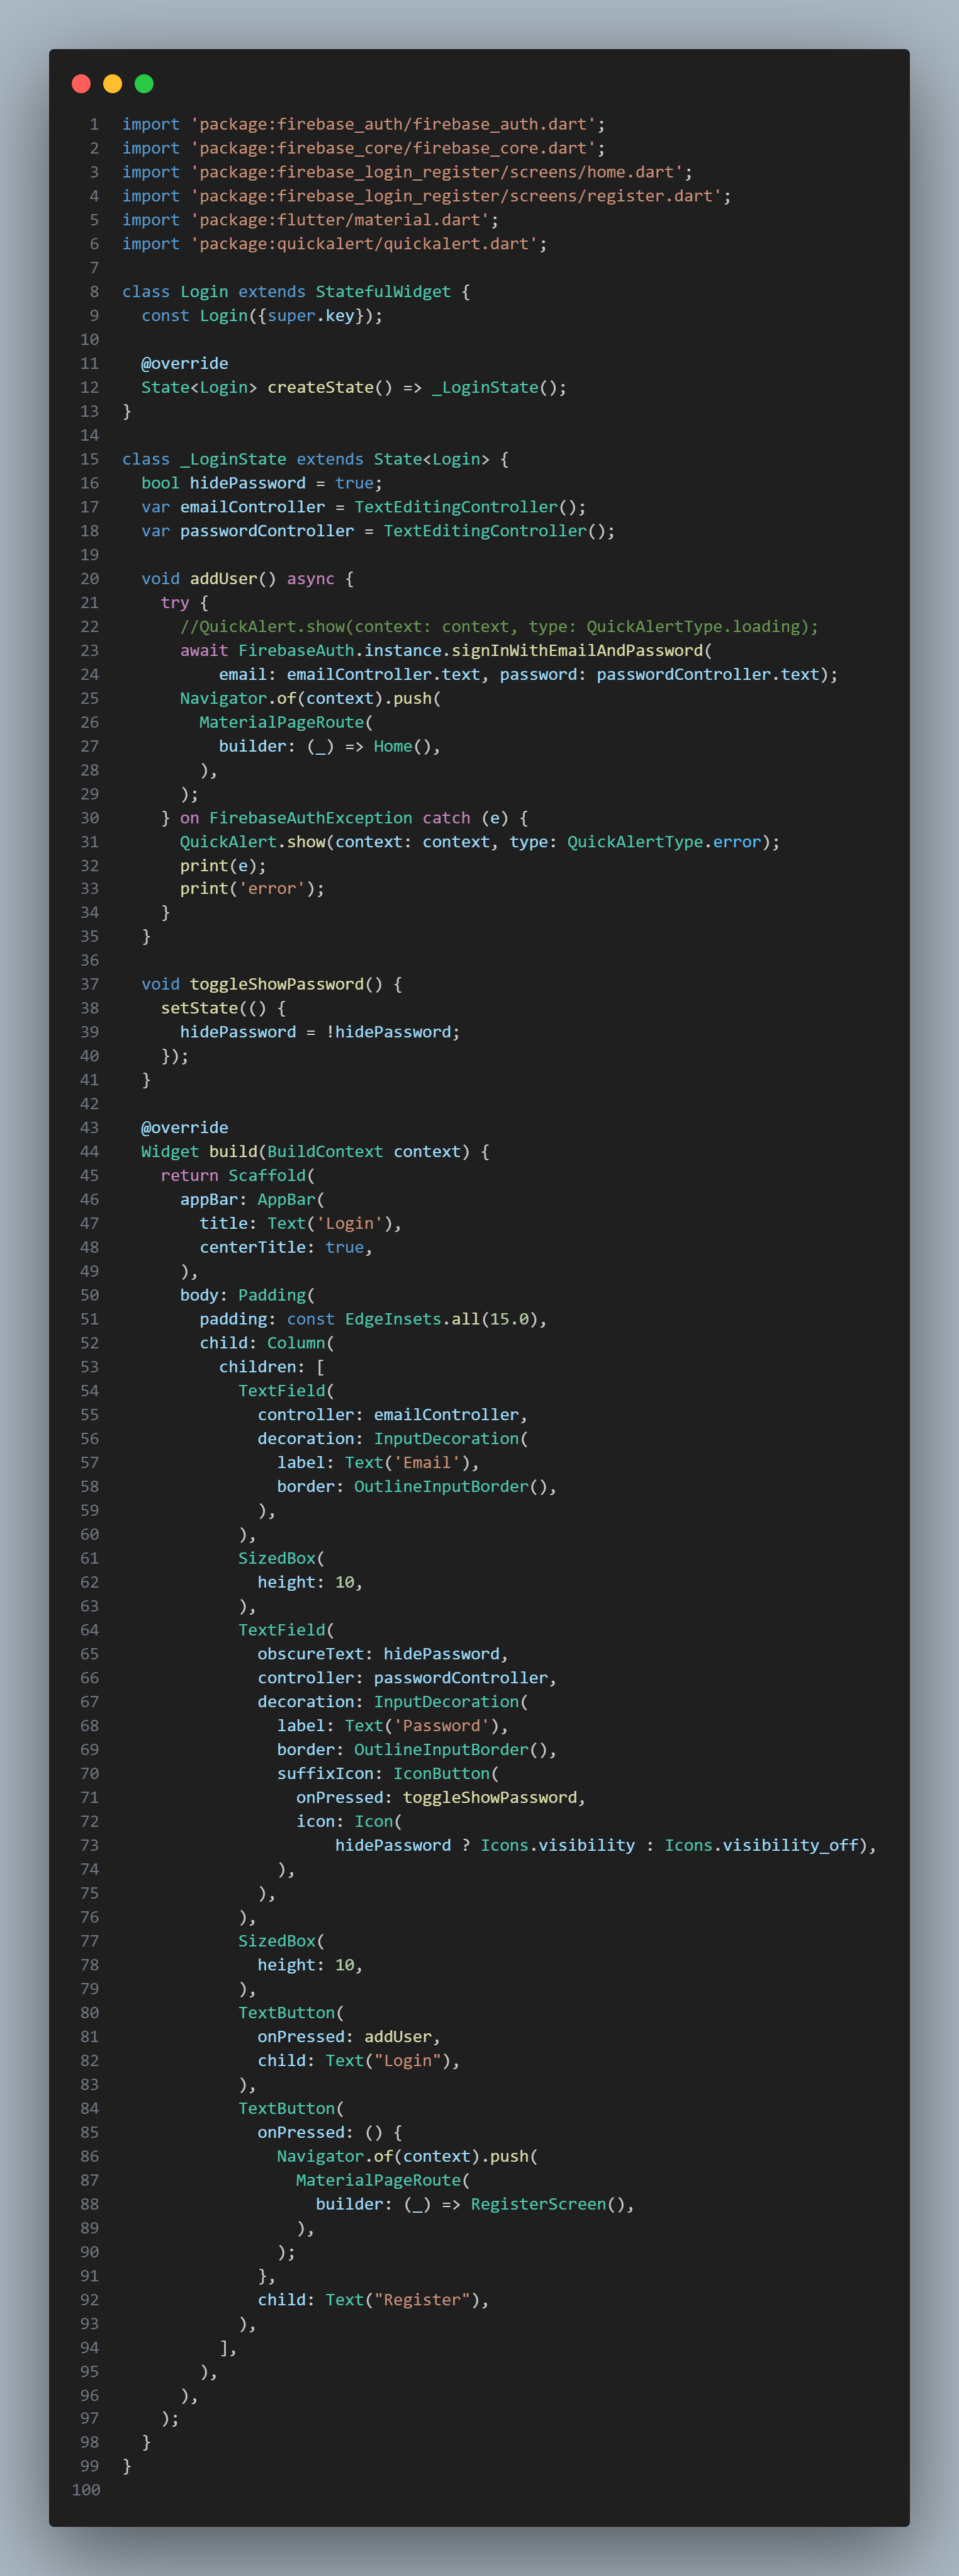 1 import 'package:firebase_auth/firebase_auth.dart';
2 import 'package:firebase_core/firebase_core.dart';
3 import 'package:firebase_login_register/screens/home.dart';
4 import 'package:firebase_login_register/screens/register.dart';
5 import 'package:flutter/material.dart';
6 import 'package:quickalert/quickalert.dart';
7
8 class Login extends StatefulWidget {
9   const Login({super.key});
10
11   @override
12   State<Login> createState() => _LoginState();
13 }
14
15 class _LoginState extends State<Login> {
16   bool hidePassword = true;
17   var emailController = TextEditingController();
18   var passwordController = TextEditingController();
19
20   void addUser() async {
21     try {
22       //QuickAlert.show(context: context, type: QuickAlertType.loading);
23       await FirebaseAuth.instance.signInWithEmailAndPassword(
24           email: emailController.text, password: passwordController.text);
25       Navigator.of(context).push(
26         MaterialPageRoute(
27           builder: (_) => Home(),
28         ),
29       );
30     } on FirebaseAuthException catch (e) {
31       QuickAlert.show(context: context, type: QuickAlertType.error);
32       print(e);
33       print('error');
34     }
35   }
36
37   void toggleShowPassword() {
38     setState(() {
39       hidePassword = !hidePassword;
40     });
41   }
42
43   @override
44   Widget build(BuildContext context) {
45     return Scaffold(
46       appBar: AppBar(
47         title: Text('Login'),
48         centerTitle: true,
49       ),
50       body: Padding(
51         padding: const EdgeInsets.all(15.0),
52         child: Column(
53           children: [
54             TextField(
55               controller: emailController,
56               decoration: InputDecoration(
57                 label: Text('Email'),
58                 border: OutlineInputBorder(),
59               ),
60             ),
61             SizedBox(
62               height: 10,
63             ),
64             TextField(
65               obscureText: hidePassword,
66               controller: passwordController,
67               decoration: InputDecoration(
68                 label: Text('Password'),
69                 border: OutlineInputBorder(),
70                 suffixIcon: IconButton(
71                   onPressed: toggleShowPassword,
72                   icon: Icon(
73                       hidePassword ? Icons.visibility : Icons.visibility_off),
74                 ),
75               ),
76             ),
77             SizedBox(
78               height: 10,
79             ),
80             TextButton(
81               onPressed: addUser,
82               child: Text("Login"),
83             ),
84             TextButton(
85               onPressed: () {
86                 Navigator.of(context).push(
87                   MaterialPageRoute(
88                     builder: (_) => RegisterScreen(),
89                   ),
90                 );
91               },
92               child: Text("Register"),
93             ),
94           ],
95         ),
96       ),
97     );
98   }
99 }
100